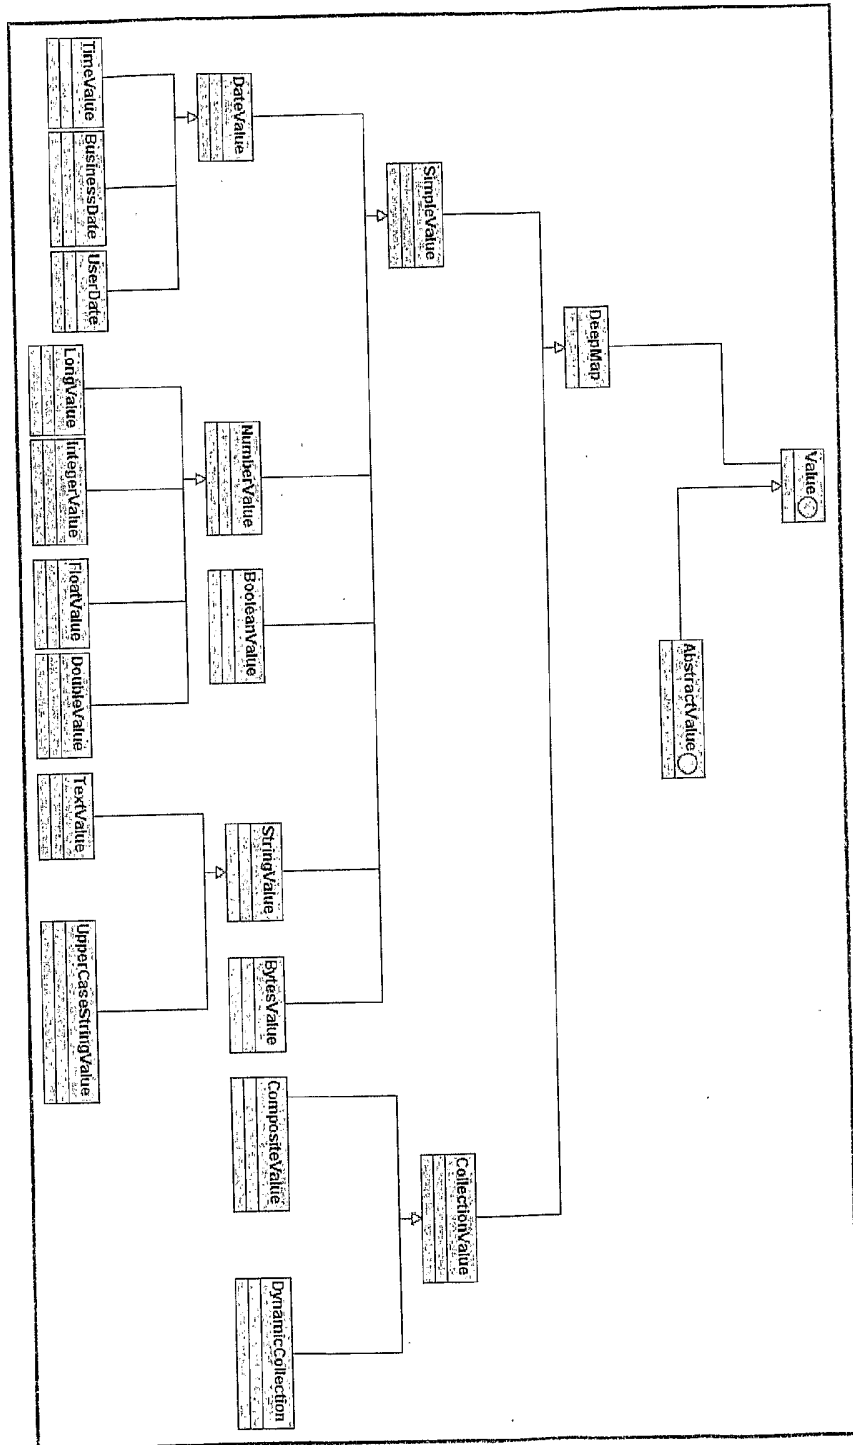 Value
AbstractValue
DeepMap
SimpleValue
CollectionValue
DateValue
NumberValue
BooleanValue
StringValue
BytesValue
CompositeValue
DynamicCollection
TimeValue
BusinessDate
UserDate
LongValue
IntegerValue
FloatValue
DoubleValue
TextValue
UpperCaseStringValue